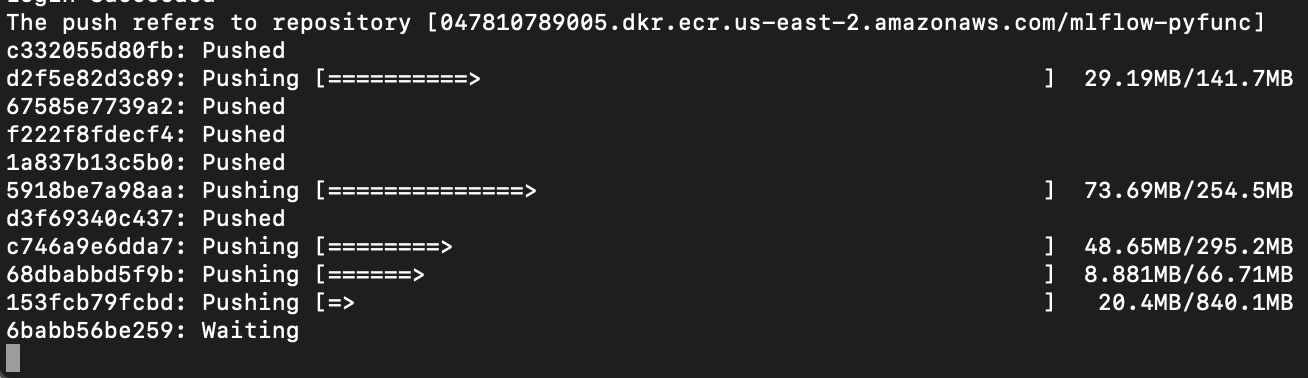 Login Succeeded
The push refers to repository [047810789005.dkr.ecr.us-east-2.amazonaws.com/mlflow-pyfunc]
c332055d80fb: Pushed
d2f5e82d3c89: Pushing [==========>                                        ]  29.19MB/141.7MB
67585e7739a2: Pushed
f222f8fdecf4: Pushed
1a837b13c5b0: Pushed
5918be7a98aa: Pushing [==============>                                    ]  73.69MB/254.5MB
d3f69340c437: Pushed
c746a9e6dda7: Pushing [========>                                          ]  48.65MB/295.2MB
68dbabbd5f9b: Pushing [======>                                            ]  8.881MB/66.71MB
153fcb79fcbd: Pushing [=>                                                 ]   20.4MB/840.1MB
6babb56be259: Waiting